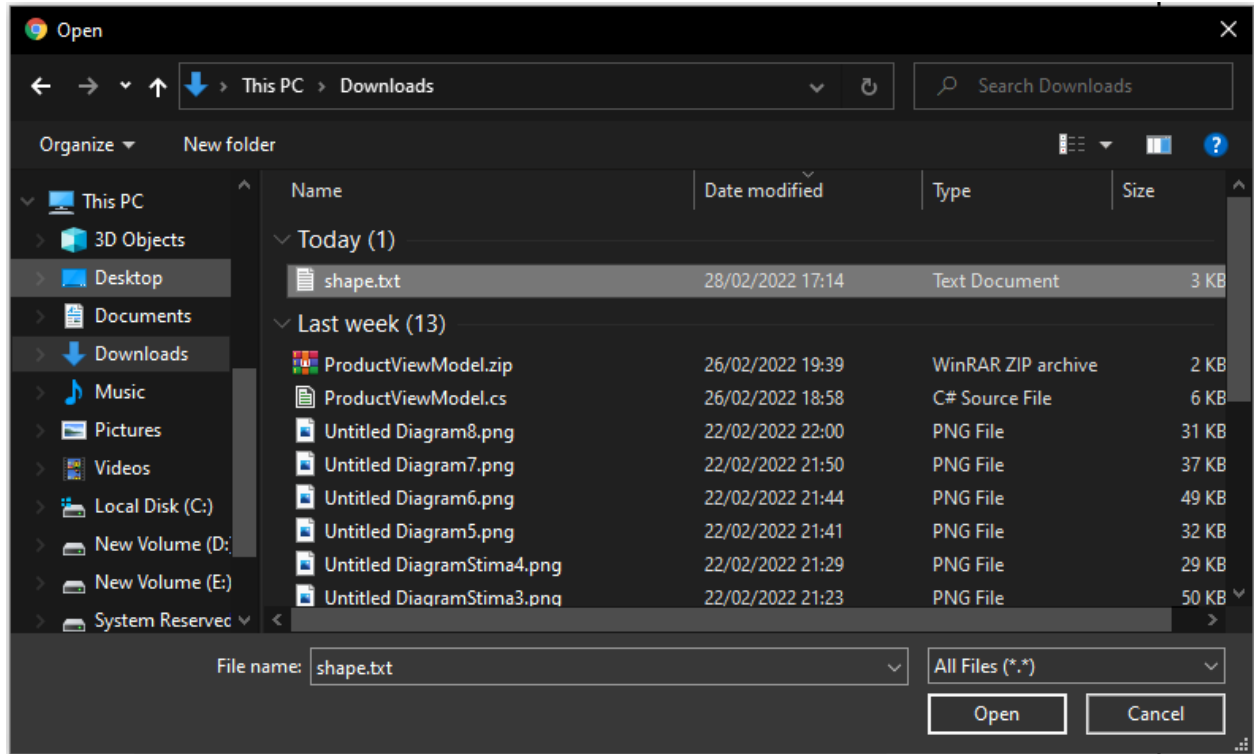 Open
This PC > Downloads
Search Downloads
Organize
New folder
Name Date modified Type Size
This PC
3D Objects
Desktop
Documents
Downloads
Music
Pictures
Videos
Local Disk (C:)
New Volume (D:
New Volume (E:)
System Reserved
Today (1)
shape.txt 28/02/2022 17:14 Text Document 3 KB
Last week (13)
ProductViewModel.zip 26/02/2022 19:39 WinRAR ZIP archive 2 KB
ProductViewModel.cs 26/02/2022 18:58 C# Source File 6 KB
Untitled Diagram8.png 22/02/2022 22:00 PNG File 31 KB
Untitled Diagram7.png 22/02/2022 21:50 PNG File 37 KB
Untitled Diagram6.png 22/02/2022 21:44 PNG File 49 KB
Untitled Diagram5.png 22/02/2022 21:41 PNG File 32 KB
Untitled DiagramStima4.png 22/02/2022 21:29 PNG File 29 KB
Untitled DiagramStima3.png 22/02/2022 21:23 PNG File 50 KB
File name: shape.txt
All Files (*.*)
Open
Cancel